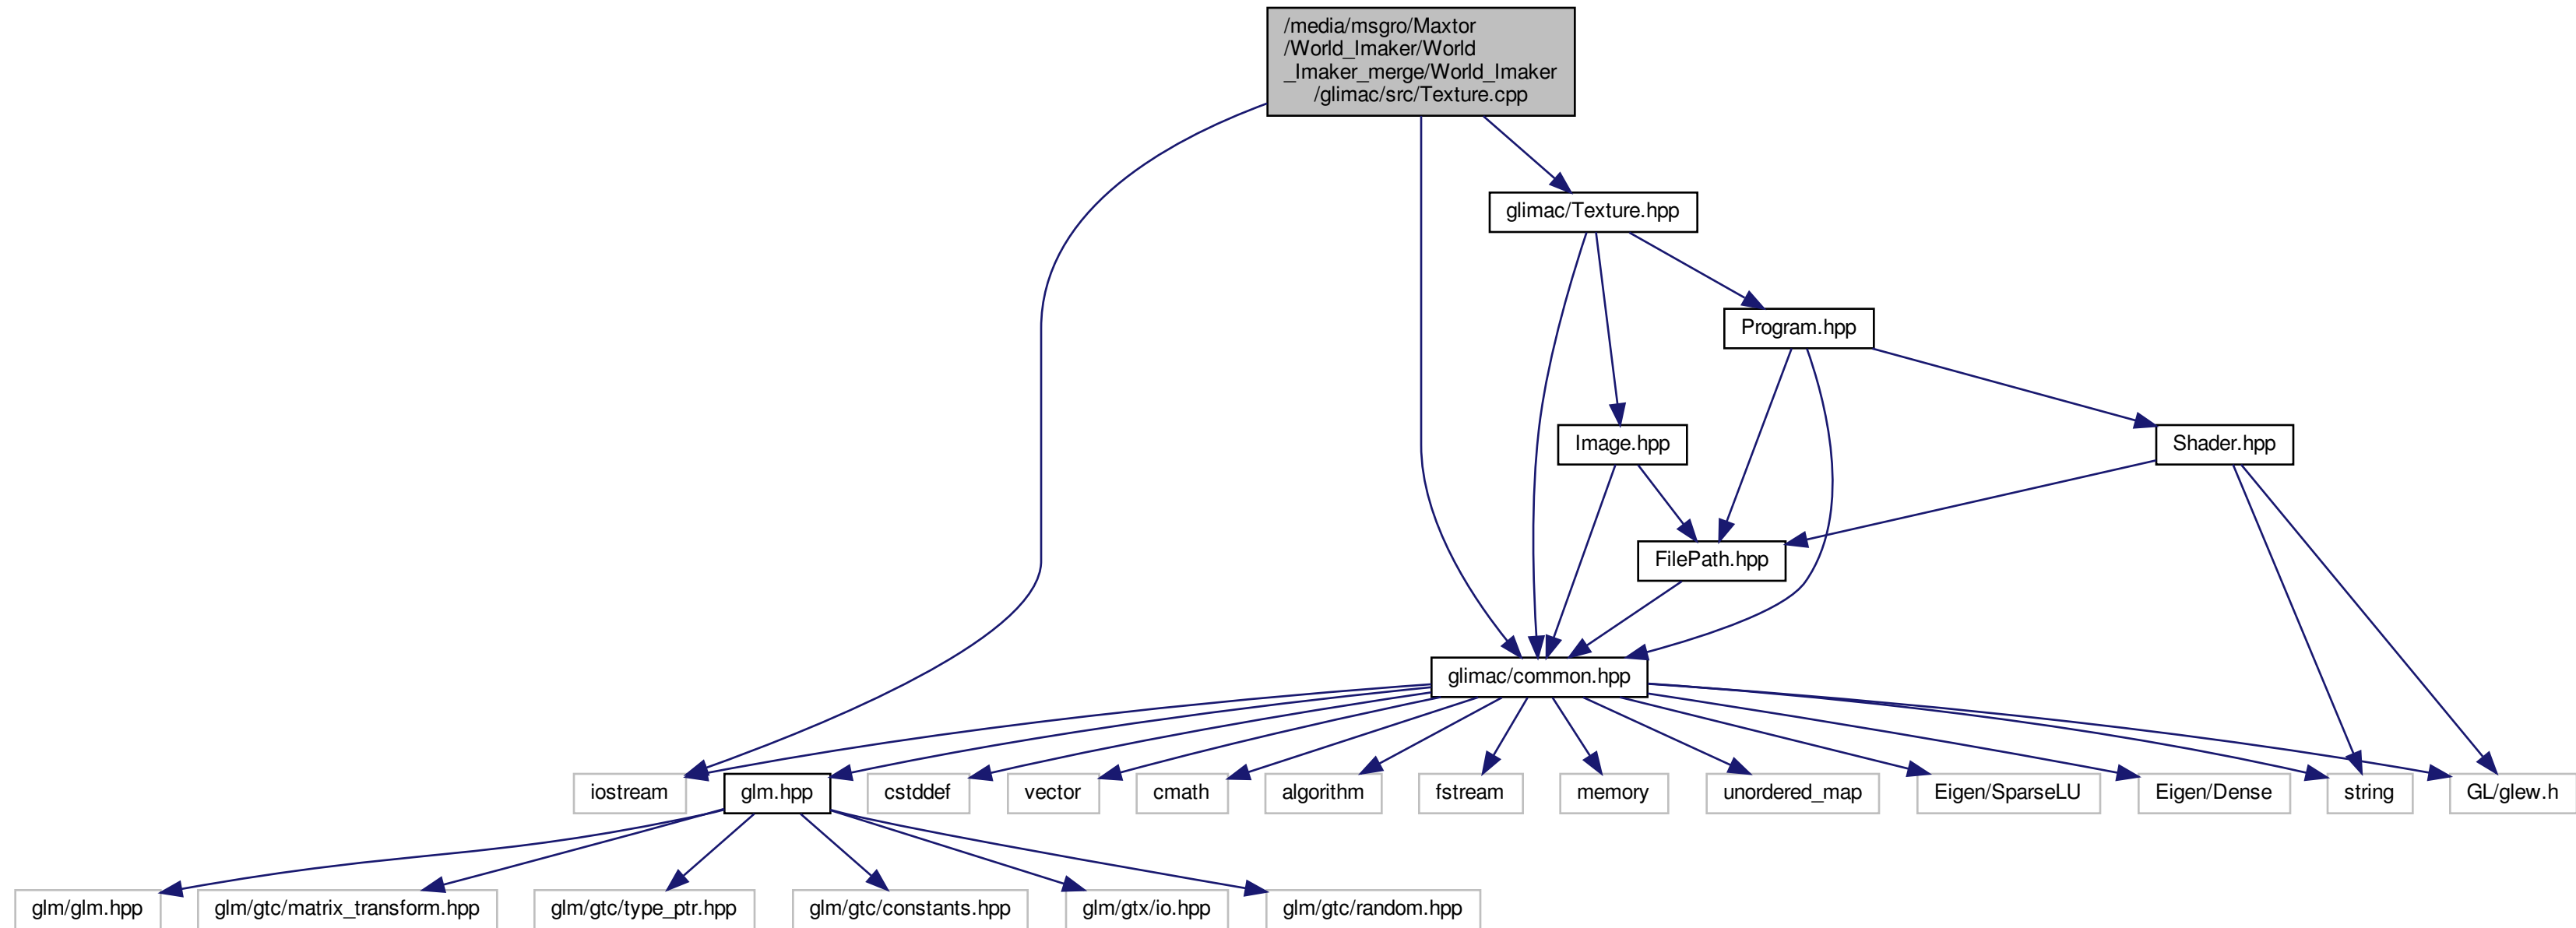 /media/msgro/Maxtor
/World_Imaker/World
_Imaker_merge/World_Imaker
/glimac/src/Texture.cpp
glimac/Texture.hpp
Program.hpp
Image.hpp
Shader.hpp
FilePath.hpp
glimac/common.hpp
iostream
glm.hpp
cstddef
vector
cmath
algorithm
fstream
memory
unordered_map
Eigen/SparseLU
Eigen/Dense
string
GL/glew.h
glm/glm.hpp
glm/gtc/matrix_transform.hpp
glm/gtc/type_ptr.hpp
glm/gtc/constants.hpp
glm/gtx/io.hpp
glm/gtc/random.hpp